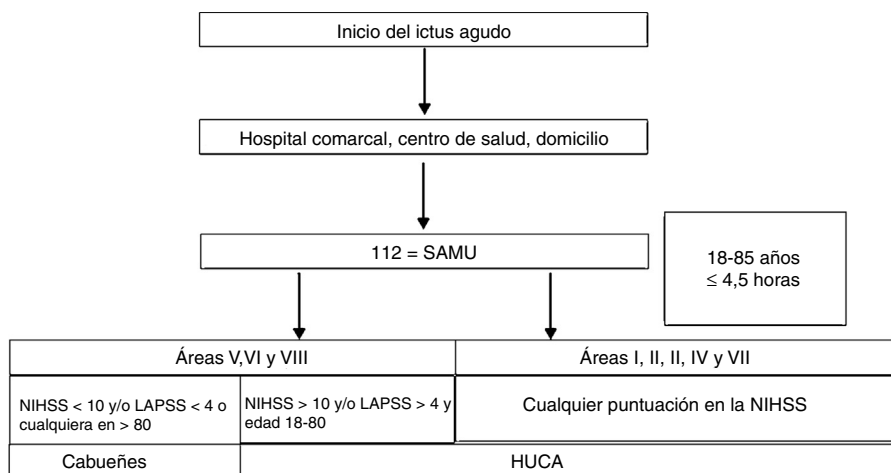 Inicio del ictus agudo
Hospital comarcal, centro de salud, domicilio
112 = SAMU
18-85 años
≤ 4,5 horas
Áreas V,VI y VIII
Áreas I, II, II, IV y VII
NIHSS < 10 y/o LAPSS < 4 o
cualquiera en > 80
NIHSS > 10 y/o LAPSS > 4 y
edad 18-80
Cualquier puntuación en la NIHSS
Cabueñes
HUCA